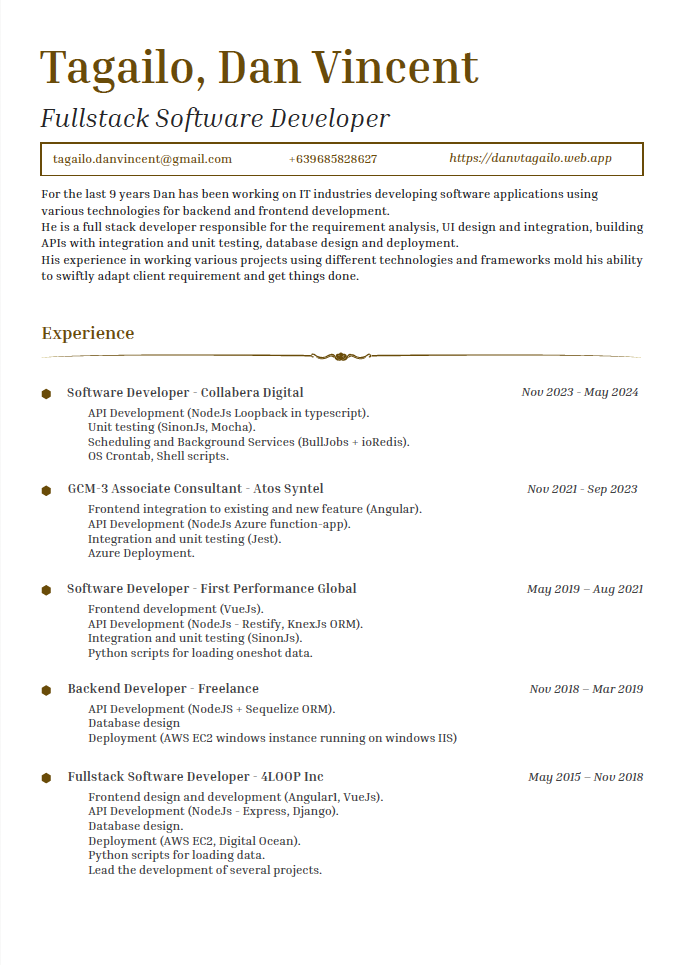 Tagailo, Dan Vincent
Fullstack Software Developer
tagailo.danvincent@gmail.com +639685828627 https://danvtagailo.web.app
For the last 9 years Dan has been working on IT industries developing software applications using
various technologies for backend and frontend development.
He is a full stack developer responsible for the requirement analysis, UI design and integration, building
APIs with integration and unit testing, database design and deployment.
His experience in working various projects using different technologies and frameworks mold his ability
to swiftly adapt client requirement and get things done.
Experience
Software Developer - Collabera Digital Nov 2023 - May 2024
API Development (NodeJs Loopback in typescript).
Unit testing (SinonJs, Mocha).
Scheduling and Background Services (BullJobs + ioRedis).
OS Crontab, Shell scripts.
GCM-3 Associate Consultant - Atos Syntel Nov 2021 - Sep 2023
Frontend integration to existing and new feature (Angular).
API Development (NodeJs Azure function-app).
Integration and unit testing (Jest).
Azure Deployment.
Software Developer - First Performance Global May 2019 – Aug 2021
Frontend development (VueJs).
API Development (NodeJs - Restify, KnexJs ORM).
Integration and unit testing (SinonJs).
Python scripts for loading oneshot data.
Backend Developer - Freelance Nov 2018 – Mar 2019
API Development (NodeJS + Sequelize ORM).
Database design
Deployment (AWS EC2 windows instance running on windows IIS)
Fullstack Software Developer - 4LOOP Inc May 2015 – Nov 2018
Frontend design and development (Angular1, VueJs).
API Development (NodeJs - Express, Django).
Database design.
Deployment (AWS EC2, Digital Ocean).
Python scripts for loading data.
Lead the development of several projects.